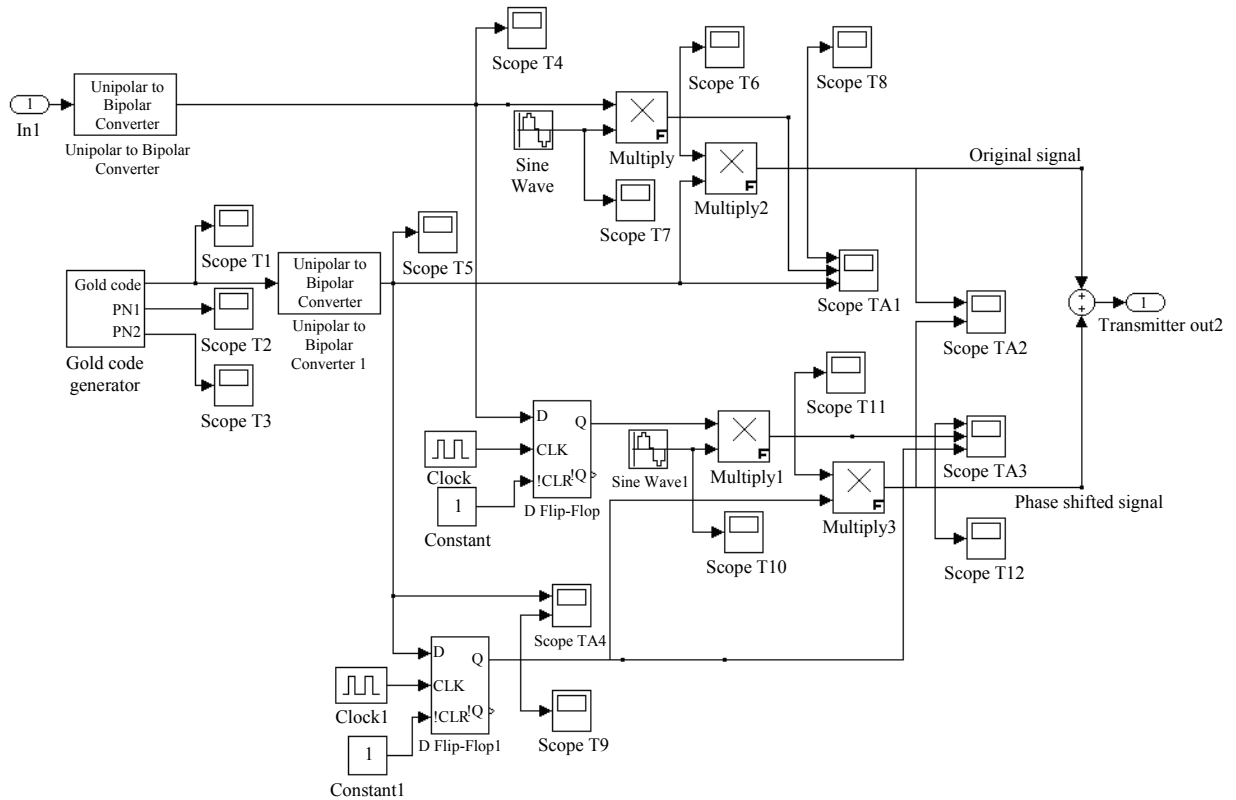 Scope T4
Scope T6
Scope T8
Unipolar to
Bipolar
Converter
1
In1
Unipolar to Bipolar
Converter
Sine
Wave
F
Multiply
Scope T7
F
Multiply2
Original signal
Scope T1
Scope T5
Gold code
PN1
PN2
Gold code
generator
Scope T2
Scope T3
Unipolar to
Bipolar
Converter
Unipolar to
Bipolar
Converter 1
Scope TA1
Scope TA2
+
+
1
Transmitter out2
Scope T11
D
Q
CLK
!CLR
!Q
D Flip-Flop
Clock
1
Constant
Sine Wave1
F
Multiply1
Scope T10
F
Multiply3
Scope TA3
Phase shifted signal
Scope T12
Scope TA4
D
Q
CLK
!CLR
!Q
D Flip-Flop1
Clock1
1
Constant1
Scope T9